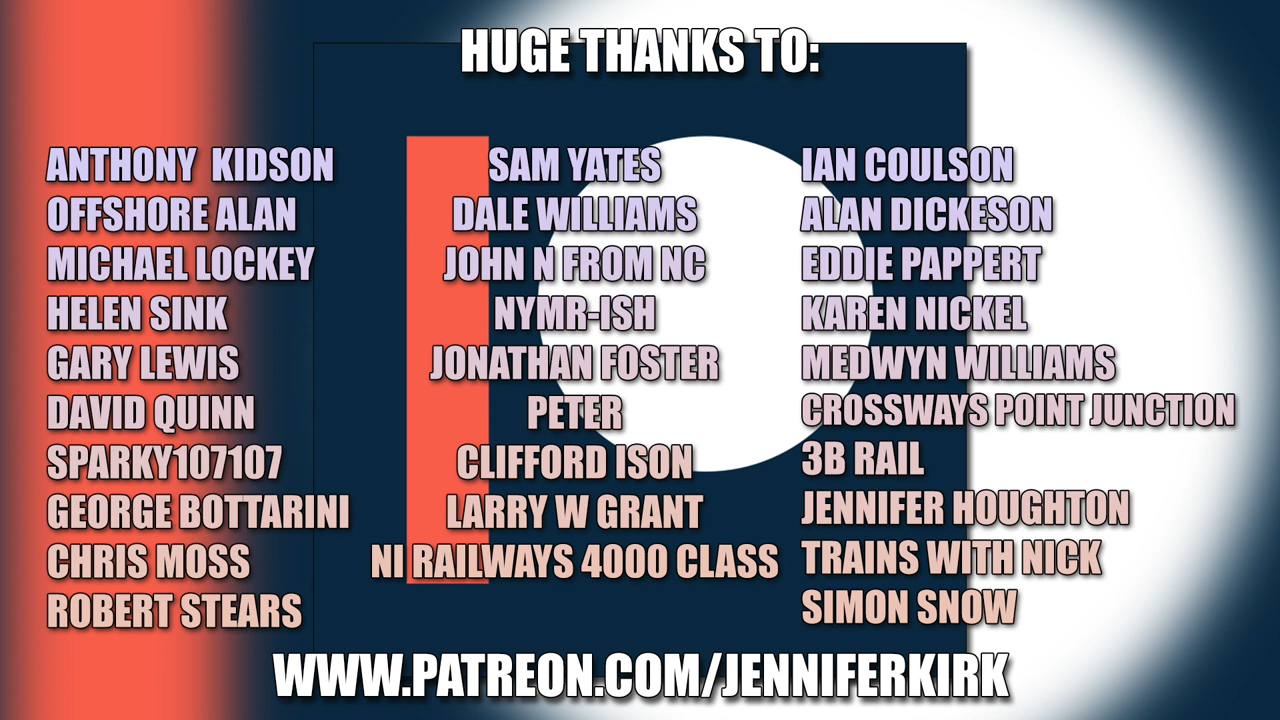 HUGE THANKS TO:
ANTHONY KIDSON
OFFSHORE ALAN
MICHAEL LOCKEY
HELEN SINK
GARY LEWIS
DAVID QUINN
SPARKY107107
GEORGE BOTTARINI
CHRIS MOSS
ROBERT STEARS
SAM YATES
DALE WILLIAMS
JOHN N FROM NC
NYMR-ISH
JONATHAN FOSTER
PETER
CLIFFORD ISON
LARRY W GRANT
NI RAILWAYS 4000 CLASS
IAN COULSON
ALAN DICKESON
EDDIE PAPPERT
KAREN NICKEL
MEDWYN WILLIAMS
CROSSWAYS POINT JUNCTION
3B RAIL
JENNIFER HOUGHTON
TRAINS WITH NICK
SIMON SNOW
WWW.PATREON.COM/JENNIFERKIRK